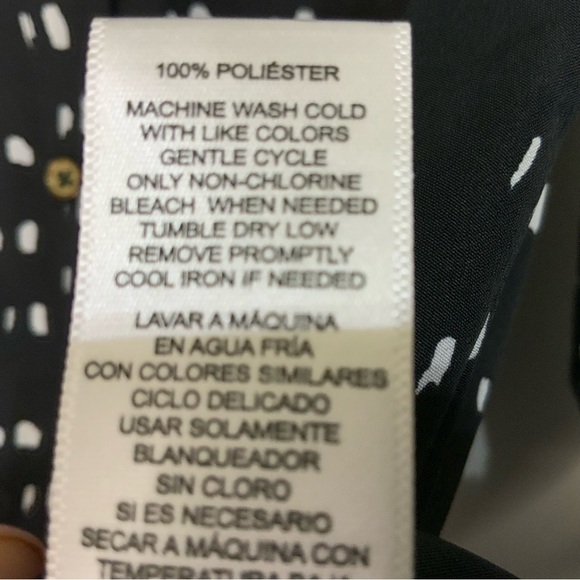 100% POLIÉSTER
MACHINE WASH COLD
WITH LIKE COLORS
GENTLE CYCLE
ONLY NON-CHLORINE
BLEACH WHEN NEEDED
TUMBLE DRY LOW
REMOVE PROMPTLY
COOL IRON IF NEEDED
LAVAR A MÁQUINA
EN AGUA FRÍA
CON COLORES SIMILARES
CICLO DELICADO
USAR SOLAMENTE
BLANQUEADOR
SIN CLORO
SI ES NECESARIO
SECAR A MÁQUINA CON
TEMPERATURA BAJA